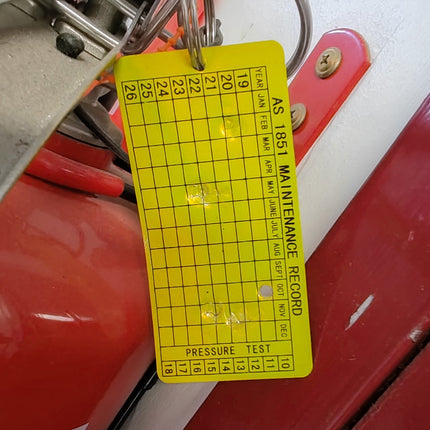 AS 1851 MAINTENANCE RECORD
YEAR JAN FEB MAR APR MAY JUNE JULY AUG SEPT OCT NOV DEC
19
20
21
22
23
24
25
26
PRESSURE TEST
10 11 12 13 14 15 16 17 18